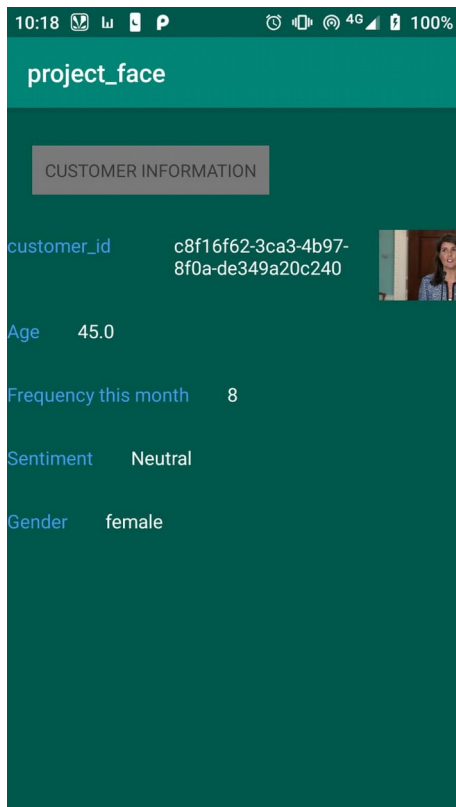 10:18 4G 100%
project_face
CUSTOMER INFORMATION
customer_id c8f16f62-3ca3-4b97-
8f0a-de349a20c240
Age 45.0
Frequency this month 8
Sentiment Neutral
Gender female